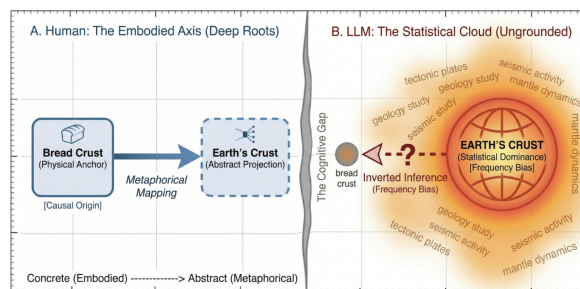 A. Human: The Embodied Axis (Deep Roots)
Bread Crust
(Physical Anchor)
[Causal Origin]
Metaphorical
Mapping
Earth's Crust
(Abstract Projection)
Concrete (Embodied) ------------> Abstract (Metaphorical)
The Cognitive Gap
B. LLM: The Statistical Cloud (Ungrounded)
tectonic plates
seismic activity
geology study
mantle dynamics
geology study
seismic study
mantle dynamics
bread
crust
?
Inverted Inference
(Frequency Bias)
EARTH'S CRUST
(Statistical Dominance)
[Frequency Bias]
geology study
seismic activity
tectonic plates
seismic activity
mantle dynamics